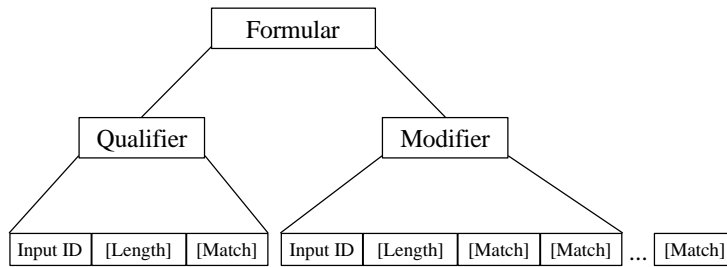 Formular
Qualifier Modifier
Input ID [Length] [Match] Input ID [Length] [Match] [Match] ... [Match]